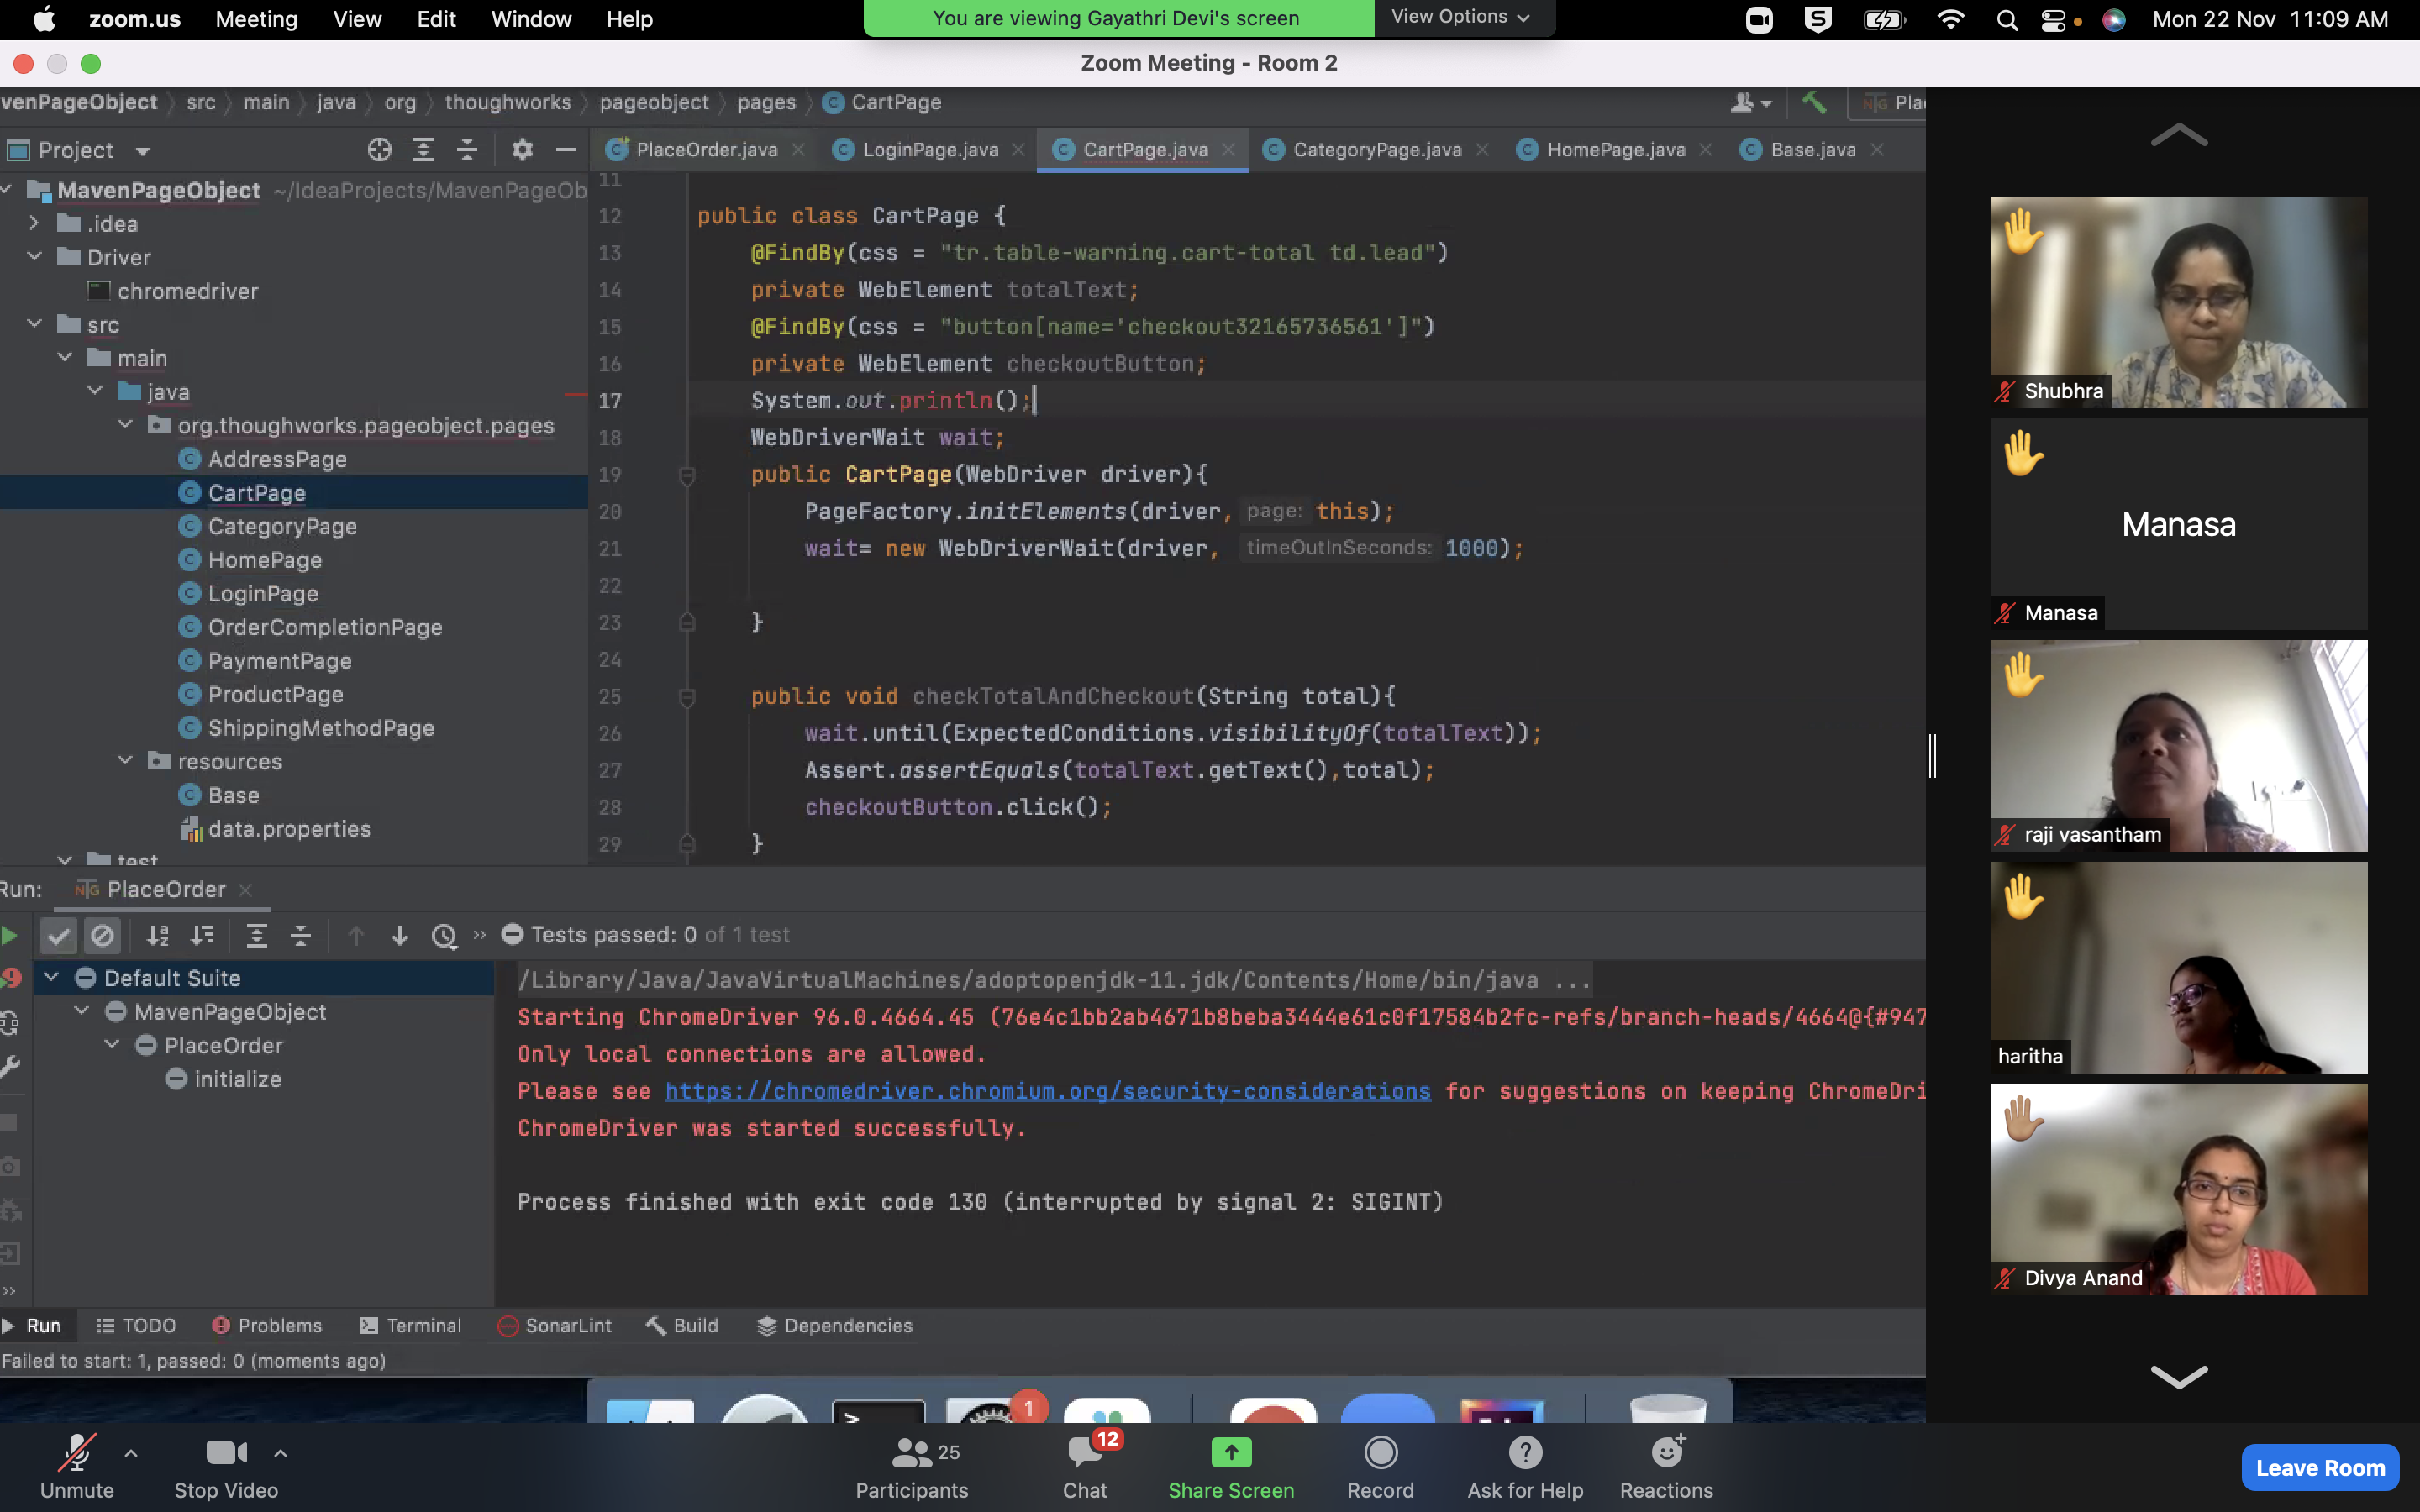 zoom.us Meeting View Edit Window Help
You are viewing Gayathri Devi's screen View Options
Mon 22 Nov 11:09 AM
Zoom Meeting - Room 2
venPageObject src main java org thoughworks pageobject pages CartPage
Project
PlaceOrder.java LoginPage.java CartPage.java CategoryPage.java HomePage.java Base.java
MavenPageObject ~/IdeaProjects/MavenPageOb
.idea
Driver
chromedriver
src
main
java
org.thoughworks.pageobject.pages
AddressPage
CartPage
CategoryPage
HomePage
LoginPage
OrderCompletionPage
PaymentPage
ProductPage
ShippingMethodPage
resources
Base
data.properties
test
11
12 public class CartPage {
13 @FindBy(css = "tr.table-warning.cart-total td.lead")
14 private WebElement totalText;
15 @FindBy(css = "button[name='checkout32165736561']")
16 private WebElement checkoutButton;
17 System.out.println();
18 WebDriverWait wait;
19 public CartPage(WebDriver driver){
20 PageFactory.initElements(driver, page: this);
21 wait= new WebDriverWait(driver, timeOutInSeconds: 1000);
22
23 }
24
25 public void checkTotalAndCheckout(String total){
26 wait.until(ExpectedConditions.visibilityOf(totalText));
27 Assert.assertEquals(totalText.getText(),total);
28 checkoutButton.click();
29 }
Run: PlaceOrder
Tests passed: 0 of 1 test
Default Suite
MavenPageObject
PlaceOrder
initialize
/Library/Java/JavaVirtualMachines/adoptopenjdk-11.jdk/Contents/Home/bin/java ...
Starting ChromeDriver 96.0.4664.45 (76e4c1bb2ab4671b8beba3444e61c0f17584b2fc-refs/branch-heads/4664@{#947
Only local connections are allowed.
Please see https://chromedriver.chromium.org/security-considerations for suggestions on keeping ChromeDri
ChromeDriver was started successfully.
Process finished with exit code 130 (interrupted by signal 2: SIGINT)
Run TODO Problems Terminal SonarLint Build Dependencies
Failed to start: 1, passed: 0 (moments ago)
Shubhra
Manasa
Manasa
raji vasantham
haritha
Divya Anand
1
25
12
Unmute Stop Video Participants Chat Share Screen Record Ask for Help Reactions
Leave Room